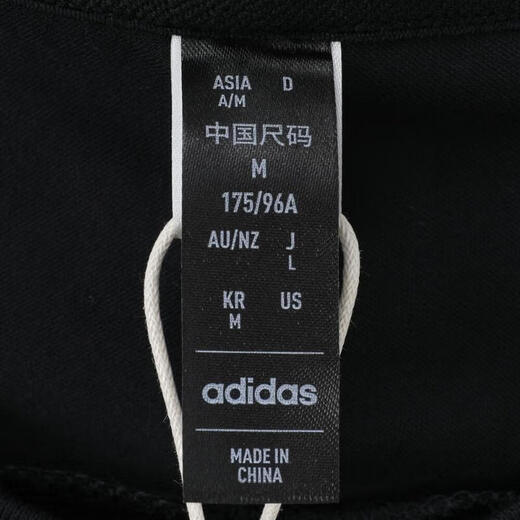 ASIA D
A/M
中国尺码
M
175/96A
AU/NZ J
L
KR US
M
adidas
MADE IN
CHINA